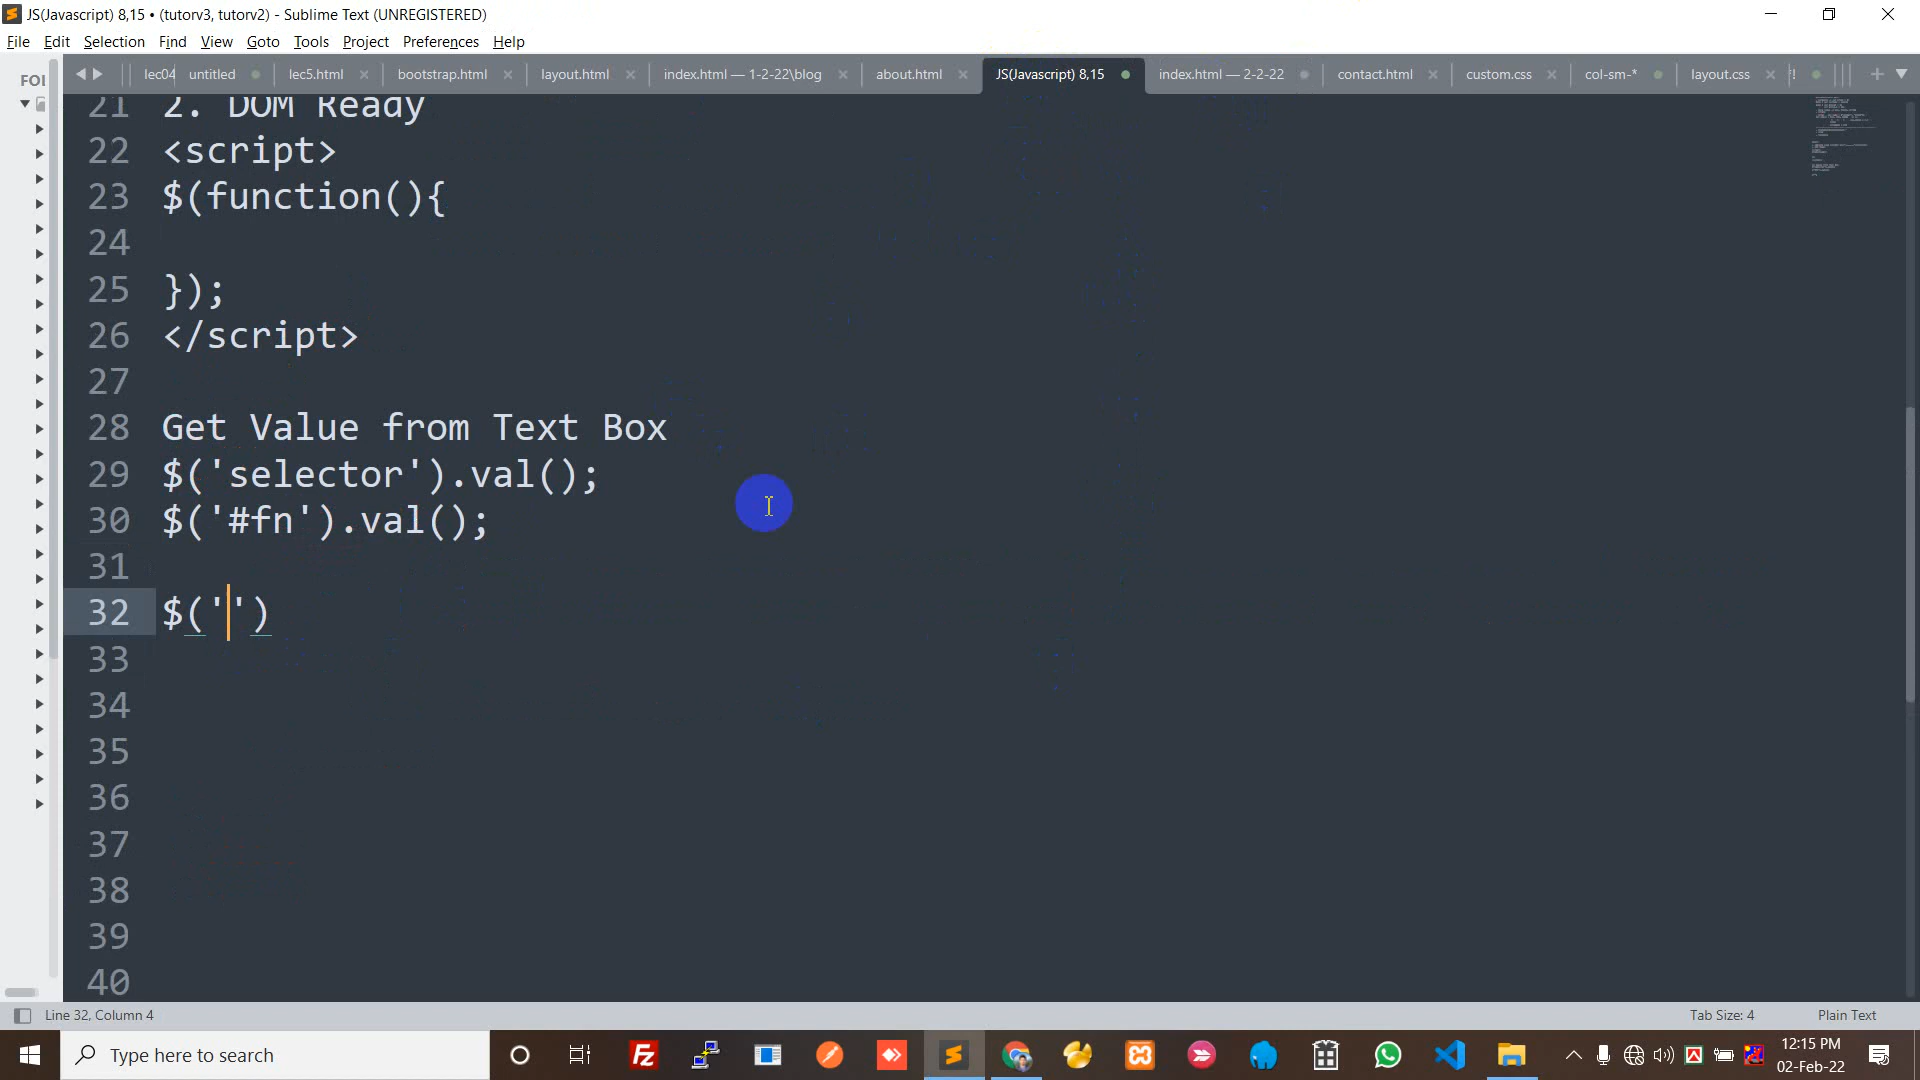 JS(Javascript) 8,15 • (tutorv3, tutorv2) - Sublime Text (UNREGISTERED)
File Edit Selection Find View Goto Tools Project Preferences Help
FOI
lec04 untitled lec5.html bootstrap.html layout.html index.html — 1-2-22\blog about.html JS(Javascript) 8,15 index.html — 2-2-22 contact.html custom.css col-sm-* layout.css
21 2. DOM Ready
22 <script>
23 $(function(){
24
25 });
26 </script>
27
28 Get Value from Text Box
29 $('selector').val();
30 $('#fn').val();
31
32 $('')
33
34
35
36
37
38
39
40
Line 32, Column 4 Tab Size: 4 Plain Text
Type here to search
12:15 PM
02-Feb-22